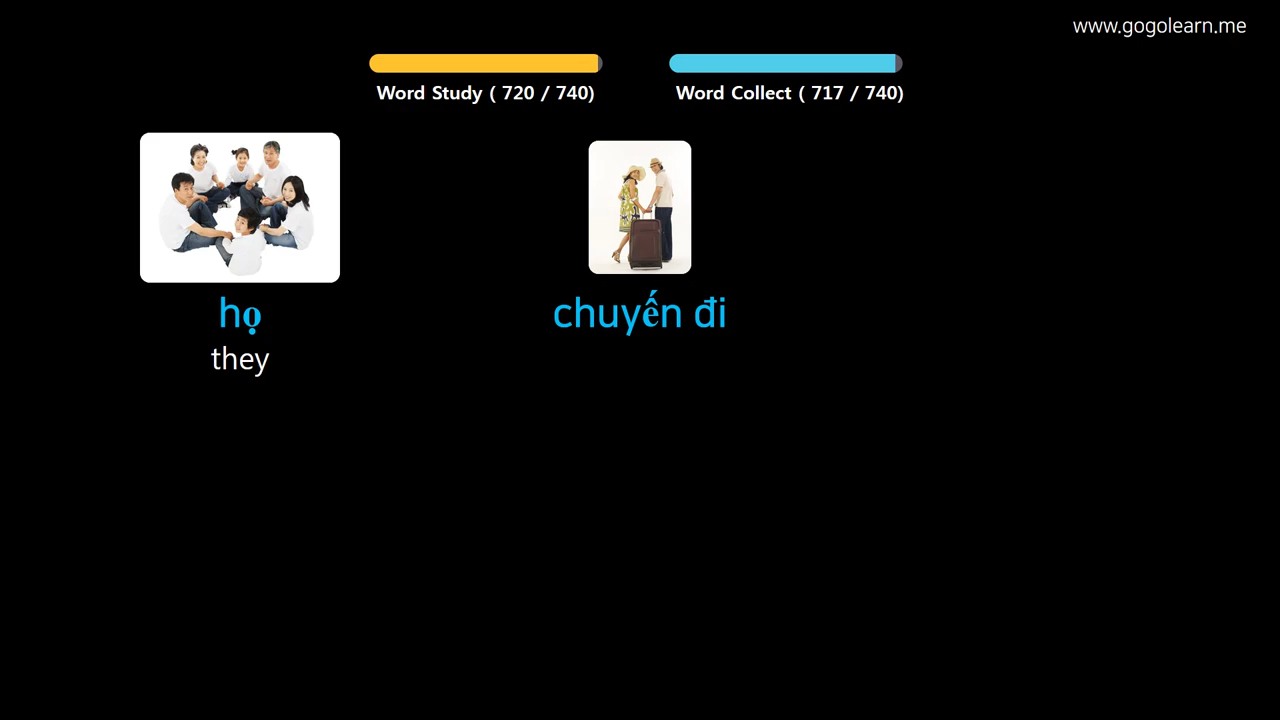 www.gogolearn.me
Word Study ( 720 / 740)
Word Collect ( 717 / 740)
họ
they
chuyến đi